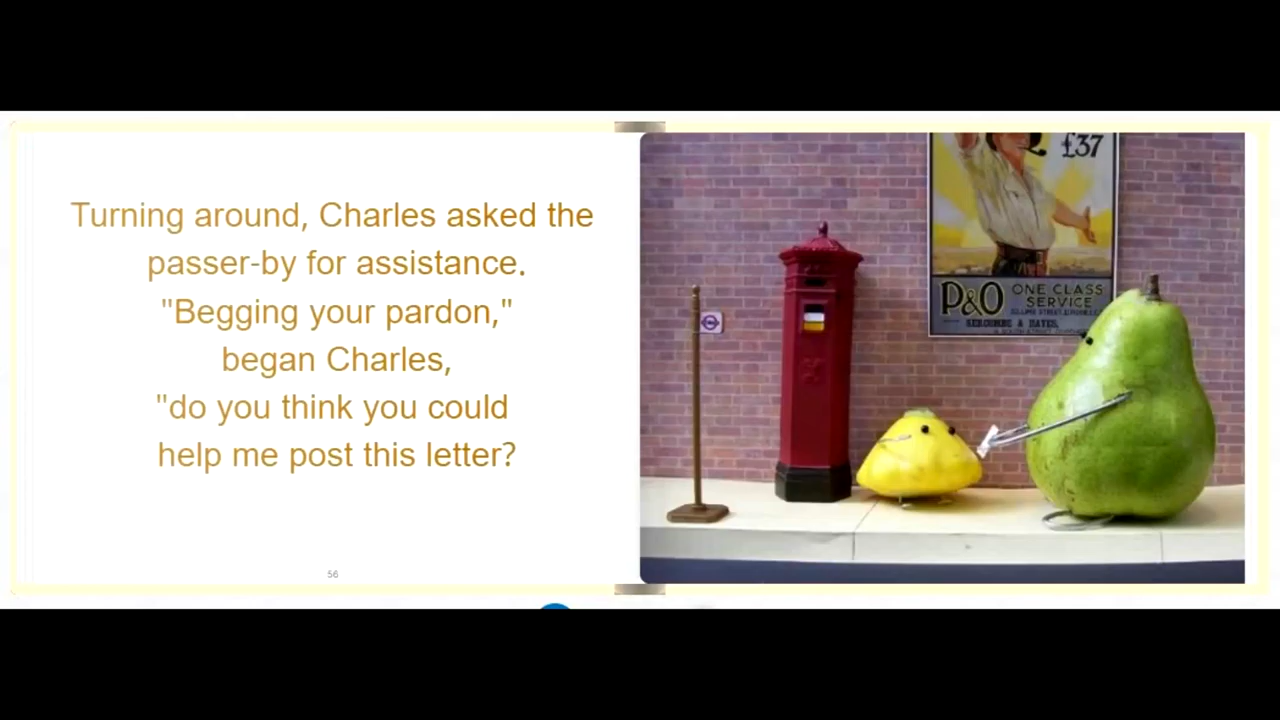 Turning around, Charles asked the
passer-by for assistance.
"Begging your pardon,"
began Charles,
"do you think you could
help me post this letter?
56
£37
P&O
ONE CLASS
SERVICE